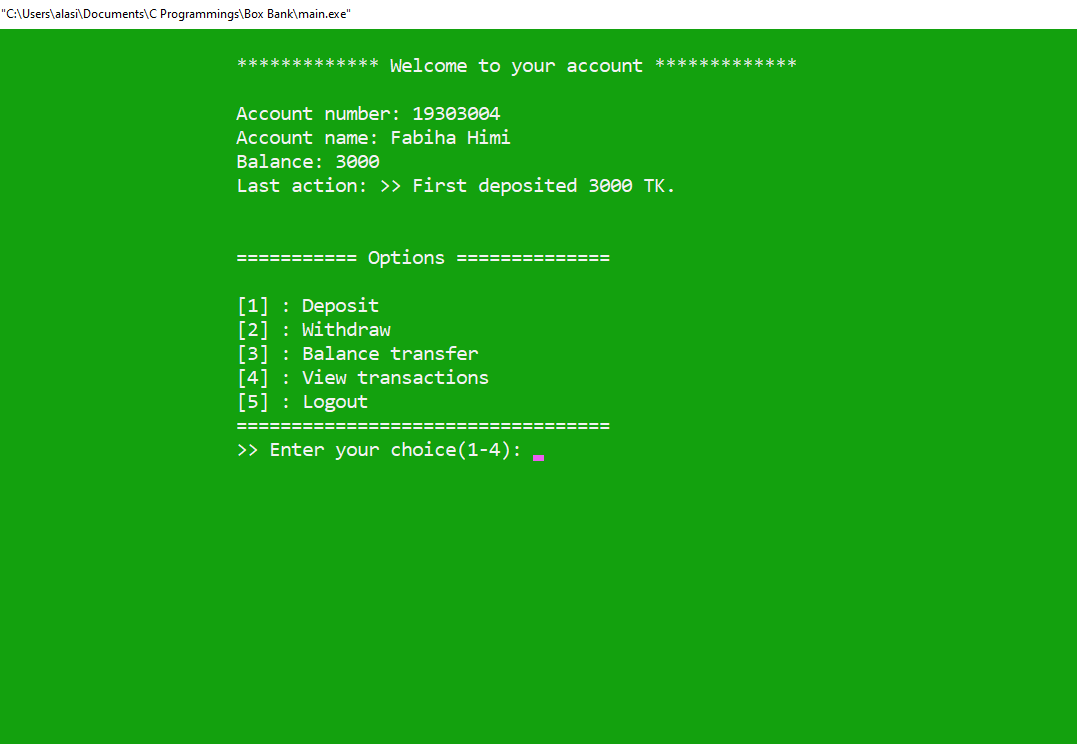 "C:\Users\alasi\Documents\C Programmings\Box Bank\main.exe"
************* Welcome to your account *************
Account number: 19303004
Account name: Fabiha Himi
Balance: 3000
Last action: >> First deposited 3000 TK.
=========== Options ==============
[1] : Deposit
[2] : Withdraw
[3] : Balance transfer
[4] : View transactions
[5] : Logout
==================================
>> Enter your choice(1-4):